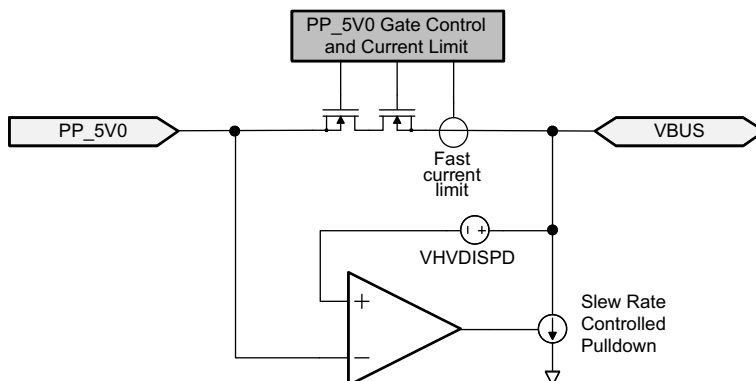 PP_5V0 Gate Control
and Current Limit
PP_5V0
VBUS
Fast
current
limit
VHVDISPD
Slew Rate
Controlled
Pulldown